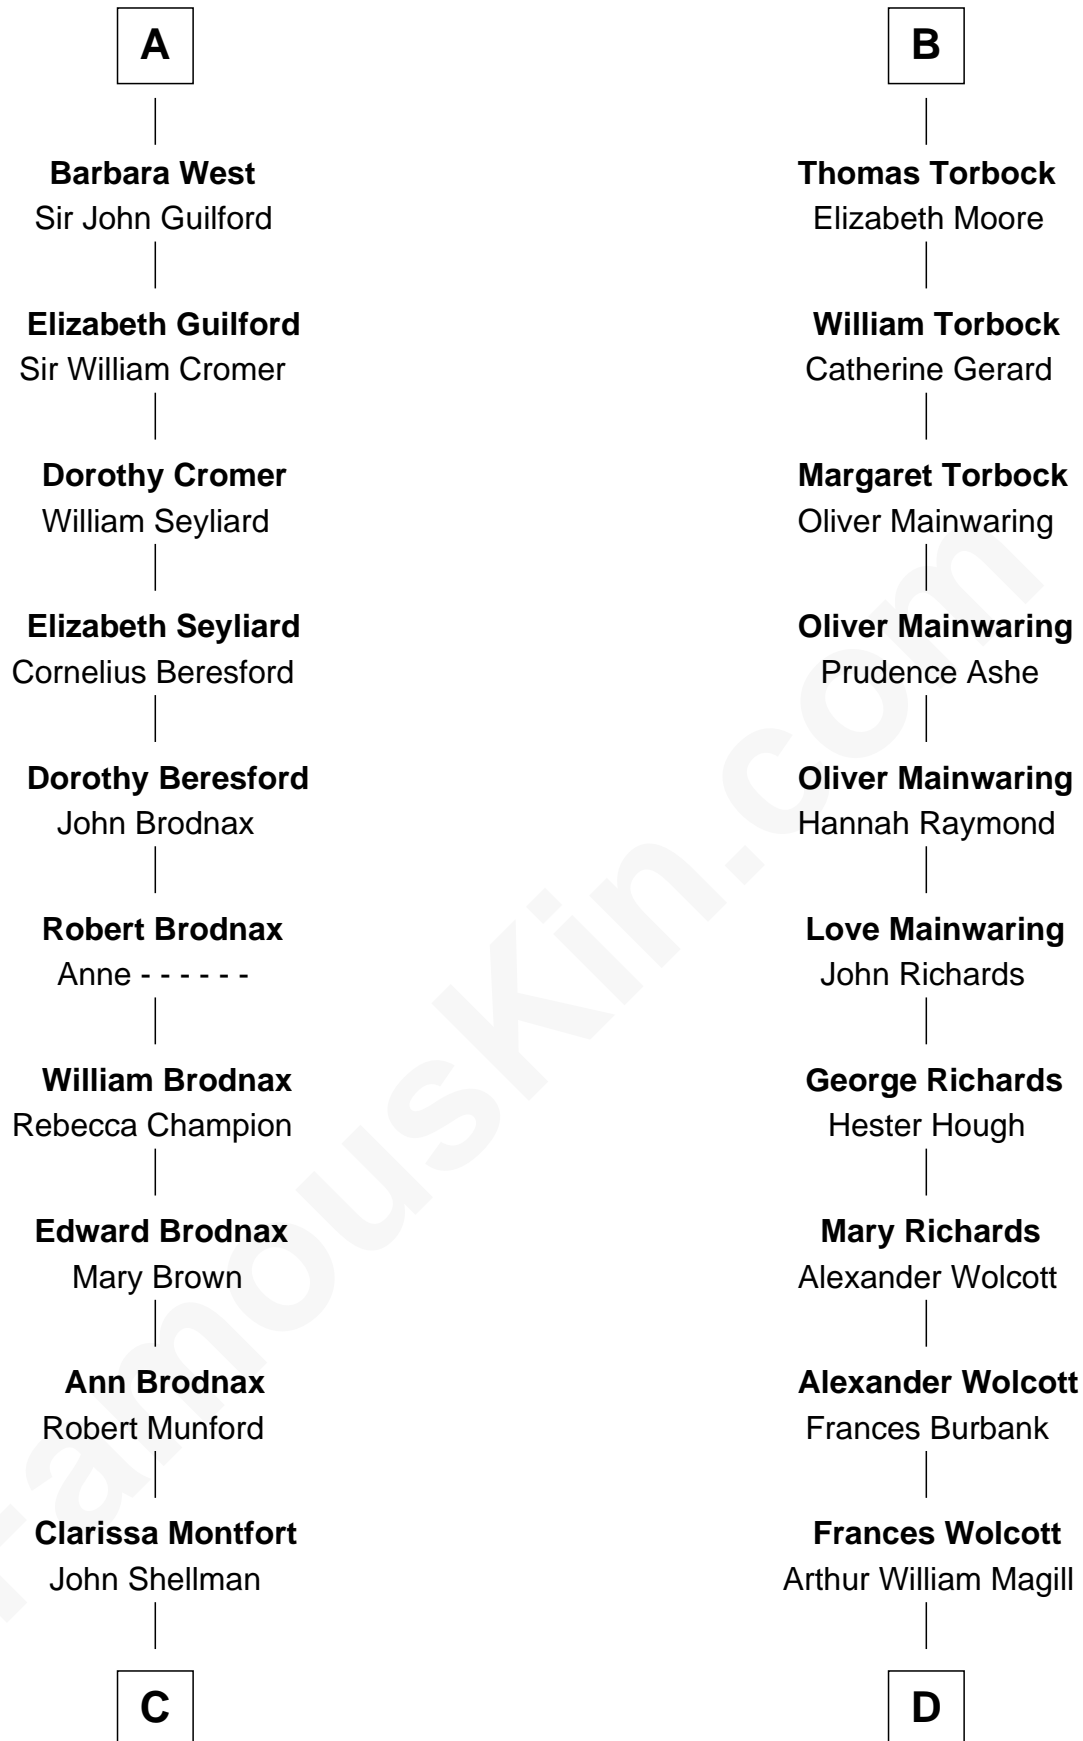 A
Barbara West
Sir John Guilford
Elizabeth Guilford
Sir William Cromer
Dorothy Cromer
William Seyliard
Elizabeth Seyliard
Cornelius Beresford
Dorothy Beresford
John Brodnax
Robert Brodnax
Anne - - - - - -
William Brodnax
Rebecca Champion
Edward Brodnax
Mary Brown
Ann Brodnax
Robert Munford
Clarissa Montfort
John Shellman
C
B
Thomas Torbock
Elizabeth Moore
William Torbock
Catherine Gerard
Margaret Torbock
Oliver Mainwaring
Oliver Mainwaring
Prudence Ashe
Oliver Mainwaring
Hannah Raymond
Love Mainwaring
John Richards
George Richards
Hester Hough
Mary Richards
Alexander Wolcott
Alexander Wolcott
Frances Burbank
Frances Wolcott
Arthur William Magill
D
FamousKin.com